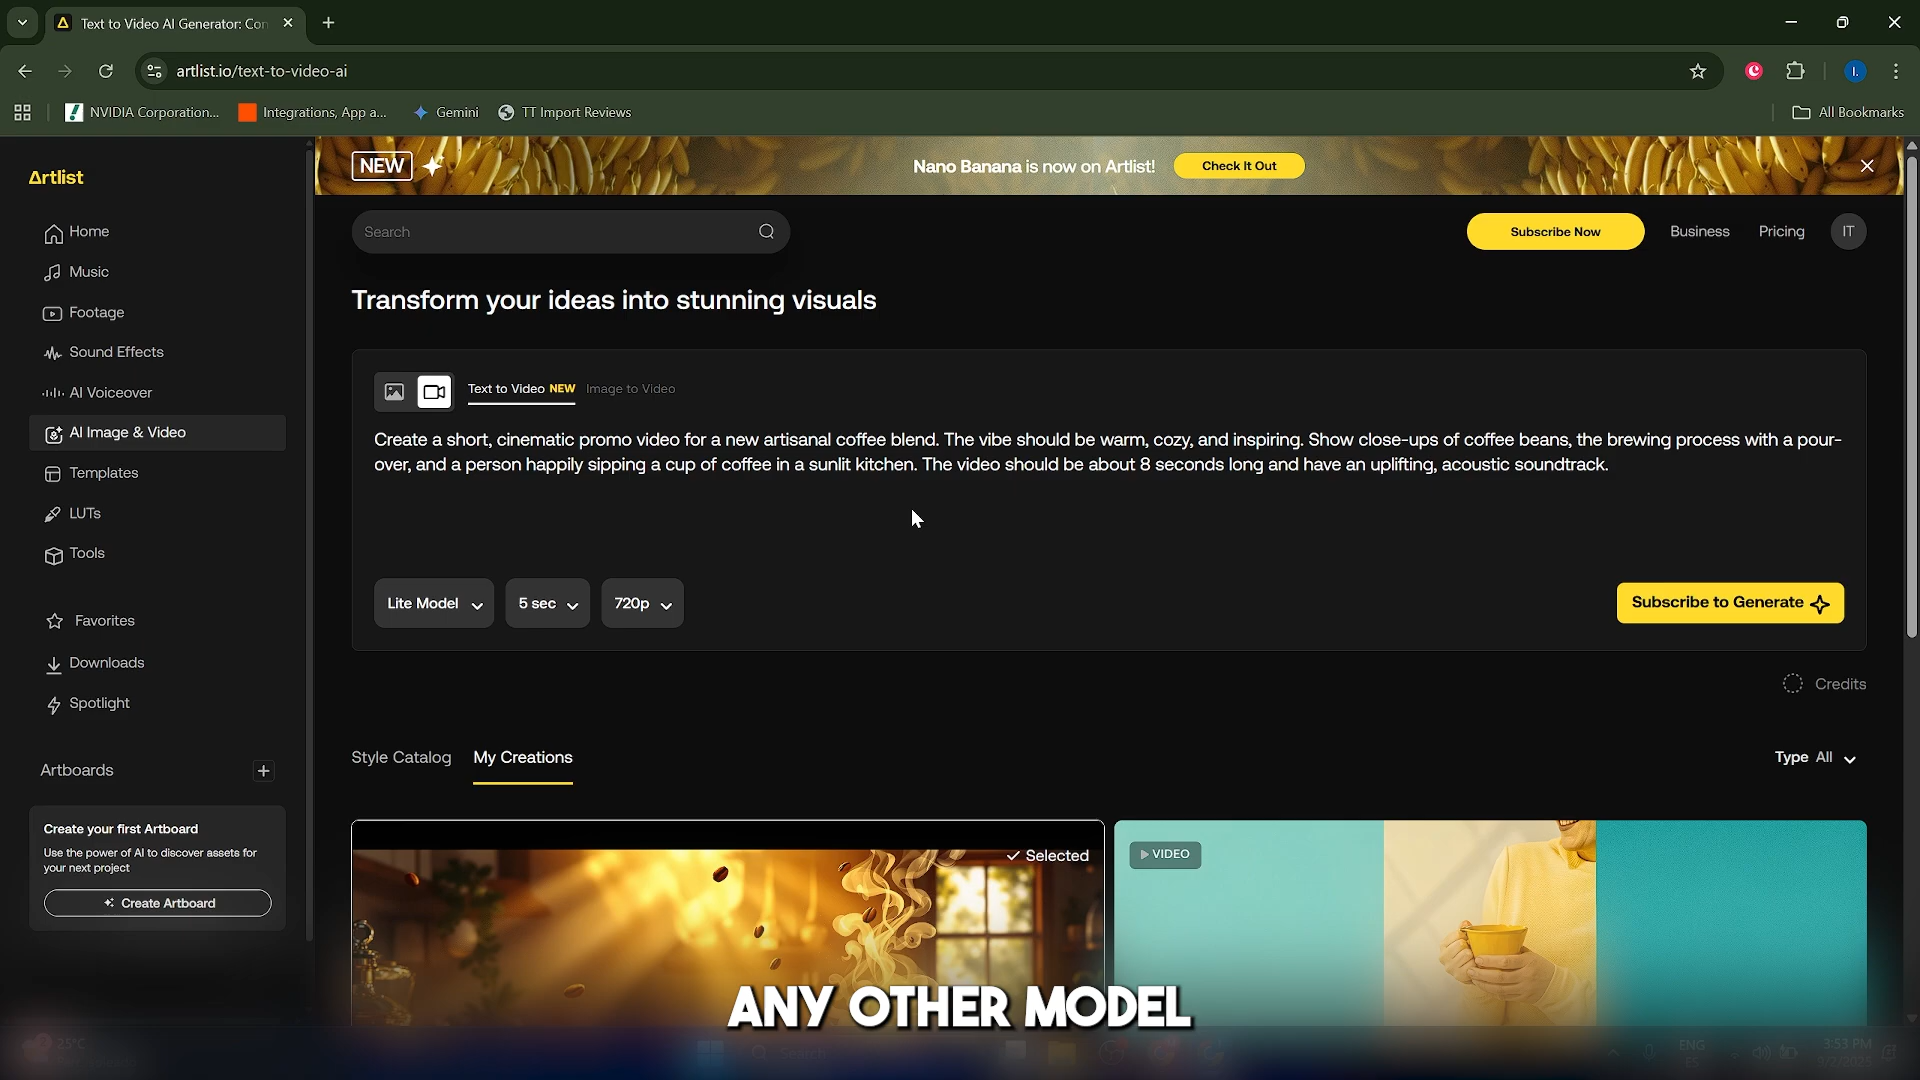 Text to Video AI Generator: Con
artlist.io/text-to-video-ai
NVIDIA Corporation...
Integrations, App a...
Gemini
TT Import Reviews
All Bookmarks
Artlist
Home
Music
Footage
Sound Effects
AI Voiceover
AI Image & Video
Templates
LUTs
Tools
Favorites
Downloads
Spotlight
Artboards
Create your first Artboard
Use the power of AI to discover assets for
your next project
Create Artboard
NEW
Nano Banana is now on Artlist!
Check It Out
Search
Subscribe Now
Business
Pricing
IT
Transform your ideas into stunning visuals
Text to Video NEW
Image to Video
Create a short, cinematic promo video for a new artisanal coffee blend. The vibe should be warm, cozy, and inspiring. Show close-ups of coffee beans, the brewing process with a pour-
over, and a person happily sipping a cup of coffee in a sunlit kitchen. The video should be about 8 seconds long and have an uplifting, acoustic soundtrack.
Lite Model
5 sec
720p
Subscribe to Generate
Credits
Style Catalog
My Creations
Type All
Selected
VIDEO
ANY OTHER MODEL
25°C
Search
ENG
ES
3:53 PM